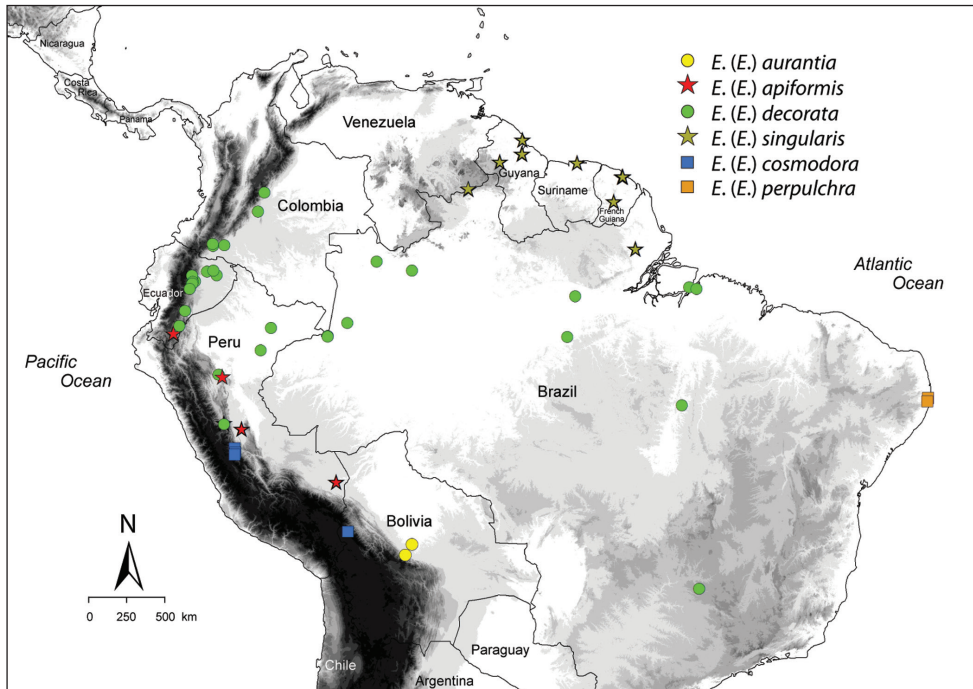 Nicaragua
Costa
Rica
Panama
Venezuela
Guyana
Suriname
French
Guiana
Colombia
Ecuador
Peru
Brazil
Bolivia
Paraguay
Chile
Argentina
Pacific
Ocean
Atlantic
Ocean
E. (E.) aurantia
E. (E.) apiformis
E. (E.) decorata
E. (E.) singularis
E. (E.) cosmodora
E. (E.) perpulchra
N
0 250 500 km